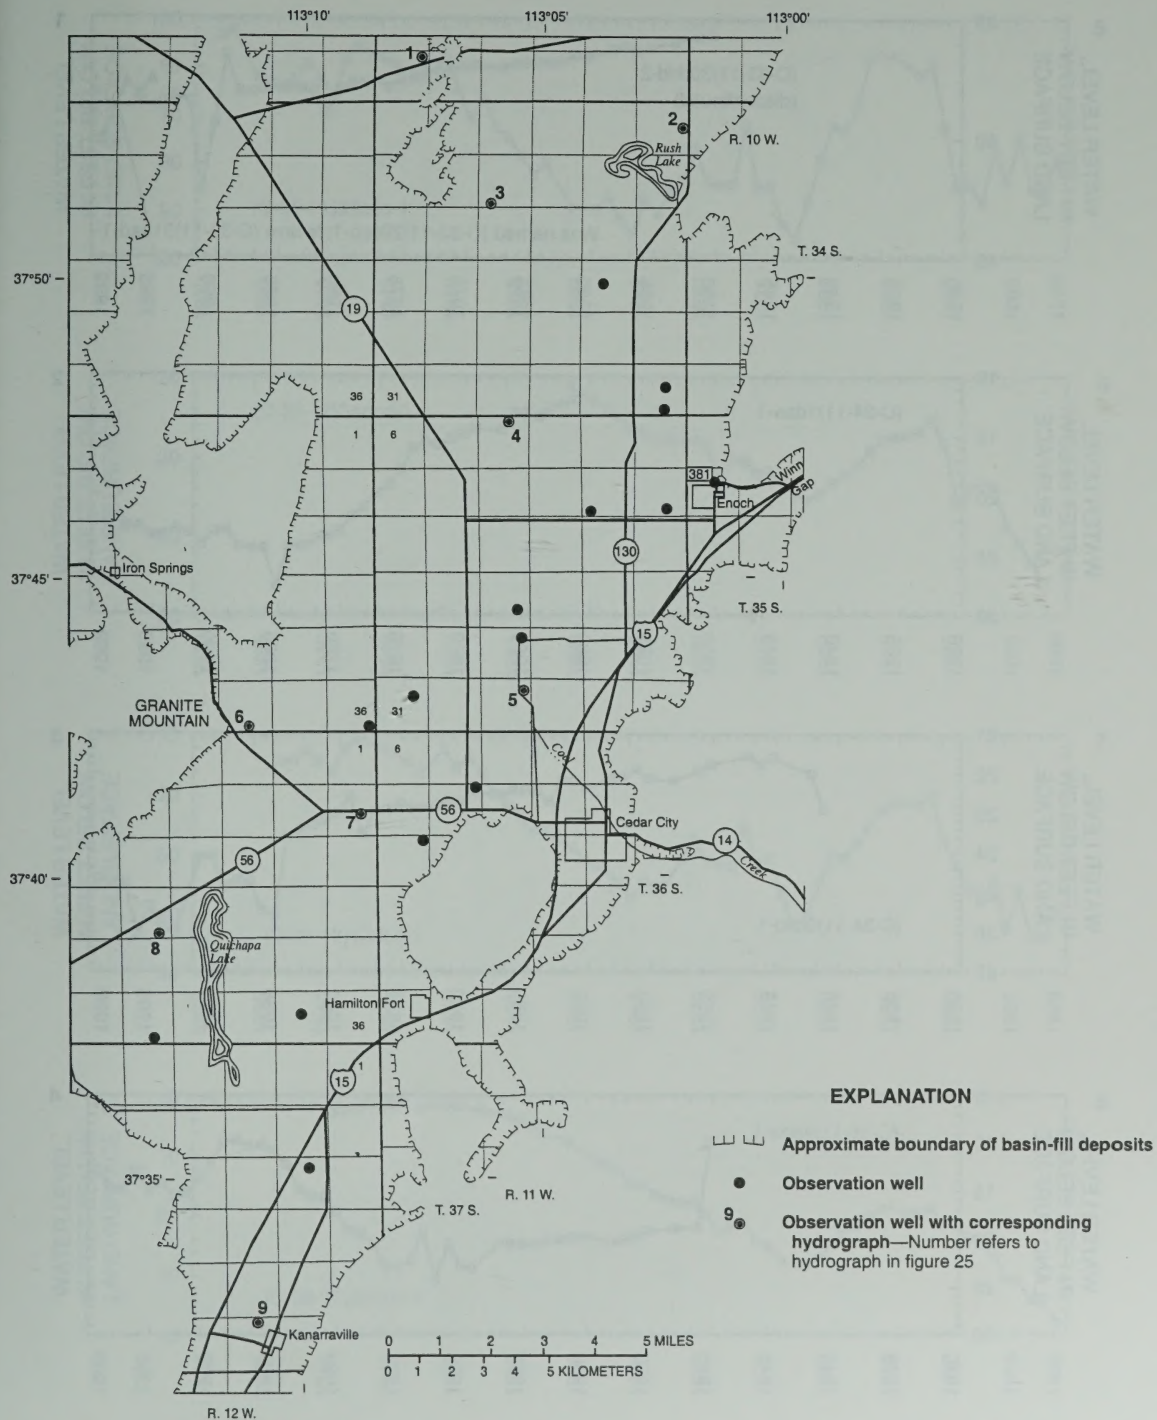 113°10'
113°05'
113°00'
1
2
R. 10 W.
Rush
Lake
3
T. 34 S.
37°50'
19
36 31
1 6
4
381
Winn
Gap
Enoch
130
37°45'
Iron Springs
T. 35 S.
15
GRANITE
MOUNTAIN
6
36 31
1 6
5
Coal
7
56
Cedar City
14
Creek
56
37°40'
T. 36 S.
8
Quichapa
Lake
Hamilton Fort
36
1
15
37°35'
R. 11 W.
T. 37 S.
9
Kanarraville
R. 12 W.
0 1 2 3 4 5 MILES
0 1 2 3 4 5 KILOMETERS
EXPLANATION
Approximate boundary of basin-fill deposits
Observation well
9 Observation well with corresponding
hydrograph—Number refers to
hydrograph in figure 25